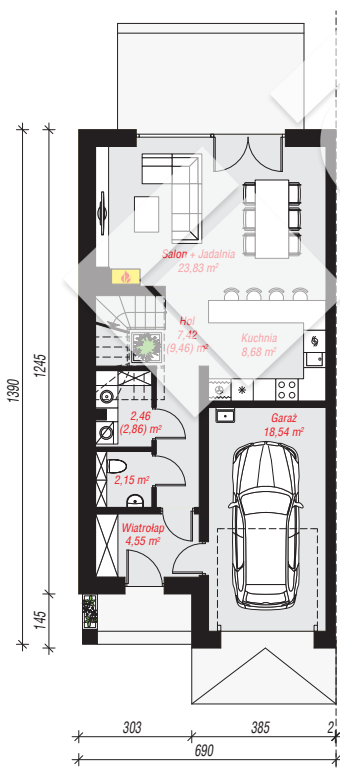 Salon + Jadalnia
23,83 m²
Hol
7,42
(9,46) m²
Kuchnia
8,68 m²
2,46
(2,86) m²
Garaż
18,54 m²
2,15 m²
Wiatrołap
4,55 m²
1390
1245
145
303
385
2
690